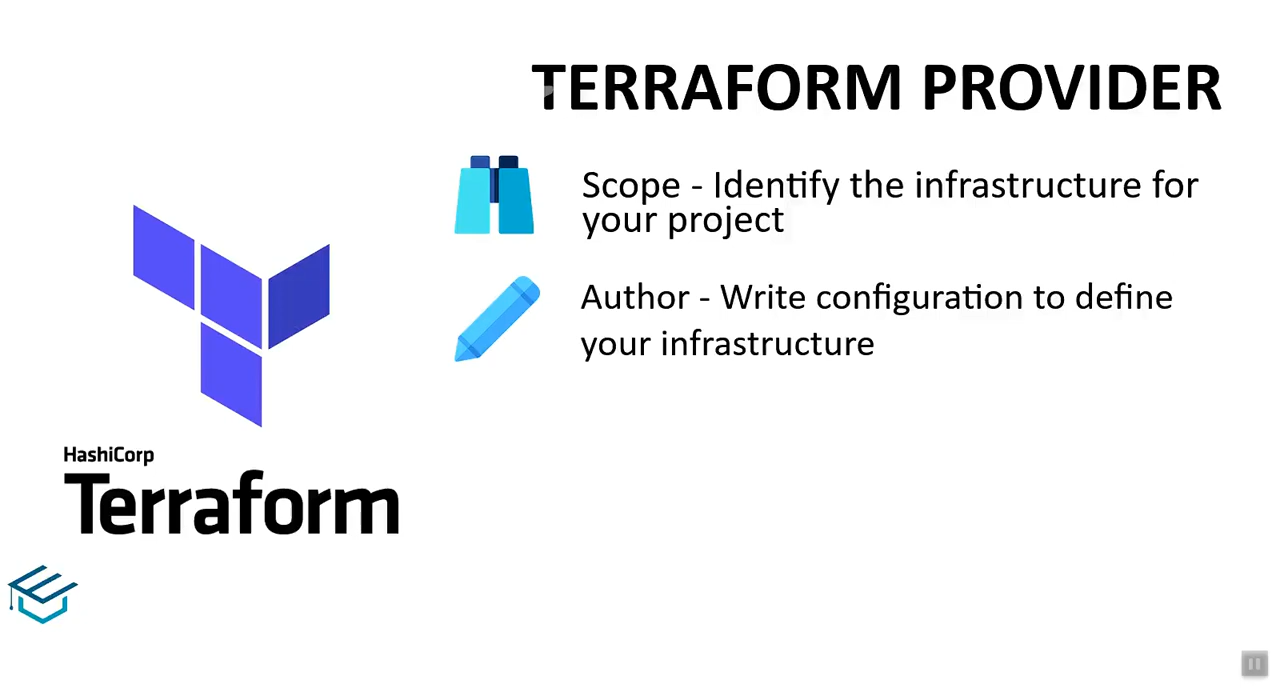 TERRAFORM PROVIDER
Scope - Identify the infrastructure for
your project
Author - Write configuration to define
your infrastructure
HashiCorp
Terraform